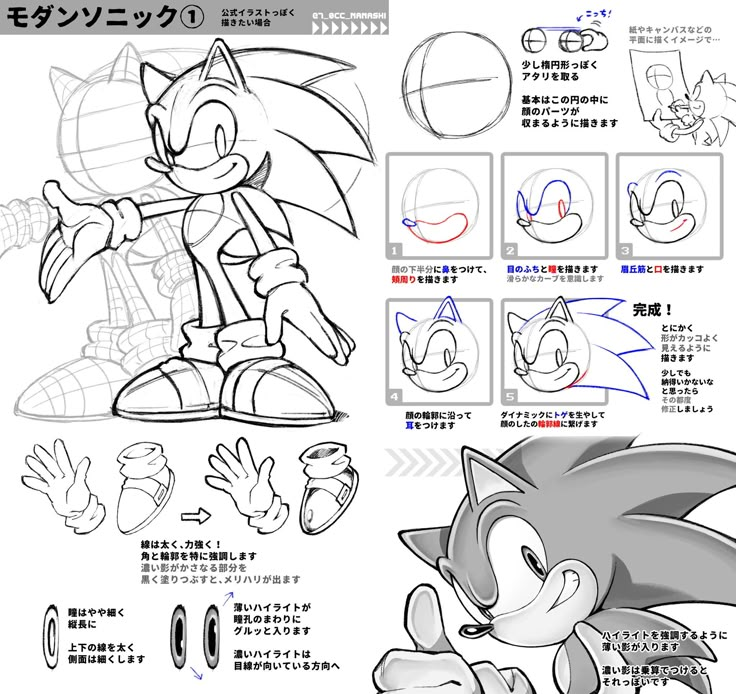 モダンソニック①
公式イラストっぽく
描きたい場合
07_OCC_MAMASHI
こっち!
少し楕円形っぽく
アタリを取る
基本はこの円の中に
顔のパーツが
収まるように描きます
紙やキャンバスなどの
平面に描くイメージで…
1
顔の下半分に鼻をつけて、
頬周りを描きます
2
目のふちと瞳を描きます
滑らかなカーブを意識します
3
眉丘筋と口を描きます
4
顔の輪郭に沿って
耳をつけます
5
ダイナミックにトゲを生やして
顔のしたの輪郭線に繋げます
完成!
とにかく
形がカッコよく
見えるように
描きます
少しでも
納得いかないな
と思ったら
その都度
修正しましょう
線は太く、力強く!
角と輪郭を特に強調します
濃い影がかさなる部分を
黒く塗りつぶすと、メリハリが出ます
瞳はやや細く
縦長に
上下の線を太く
側面は細くします
薄いハイライトが
瞳孔のまわりに
グルッと入ります
濃いハイライトは
目線が向いている方向へ
ハイライトを強調するように
薄い影が入ります
濃い影は乗算でつけると
それっぽいです